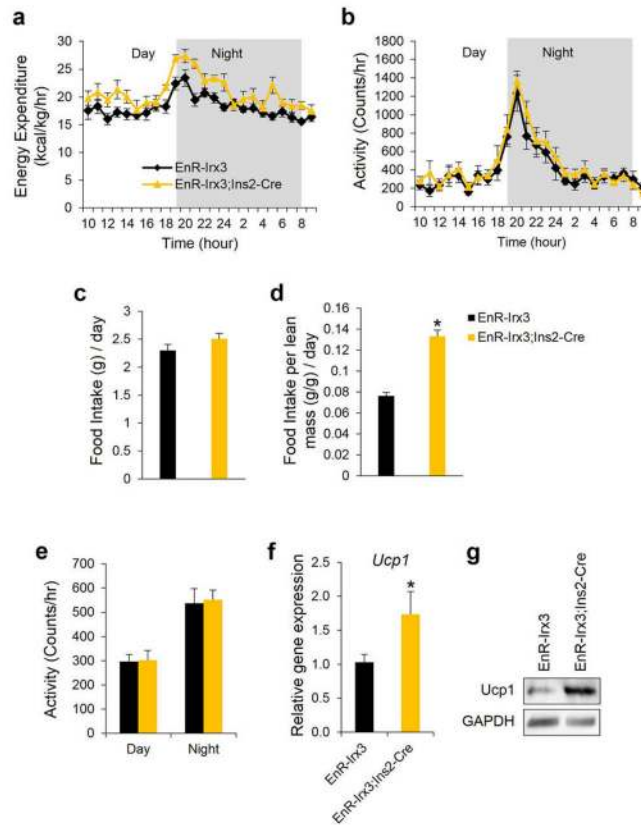 a
Energy Expenditure
(kcal/kg/hr)
30
25
20
15
10
5
0
Day
Night
EnR-Irx3
EnR-Irx3;Ins2-Cre
10 12 14 16 18 20 22 24 2 4 6 8
Time (hour)
b
Activity (Counts/hr)
1800
1600
1400
1200
1000
800
600
400
200
0
Day
Night
10 12 14 16 18 20 22 24 2 4 6 8
Time (hour)
c
Food Intake (g) / day
3
2.5
2
1.5
1
0.5
0
d
Food Intake per lean
mass (g/g) / day
0.16
0.14
0.12
0.10
0.08
0.06
0.04
0.02
0
*
EnR-Irx3
EnR-Irx3;Ins2-Cre
e
Activity (Counts/hr)
700
600
500
400
300
200
100
0
Day
Night
f
Relative gene expression
Ucp1
2.5
2.0
1.5
1.0
0.5
0.0
*
EnR-Irx3
EnR-Irx3;Ins2-Cre
g
EnR-Irx3
EnR-Irx3;Ins2-Cre
Ucp1
GAPDH